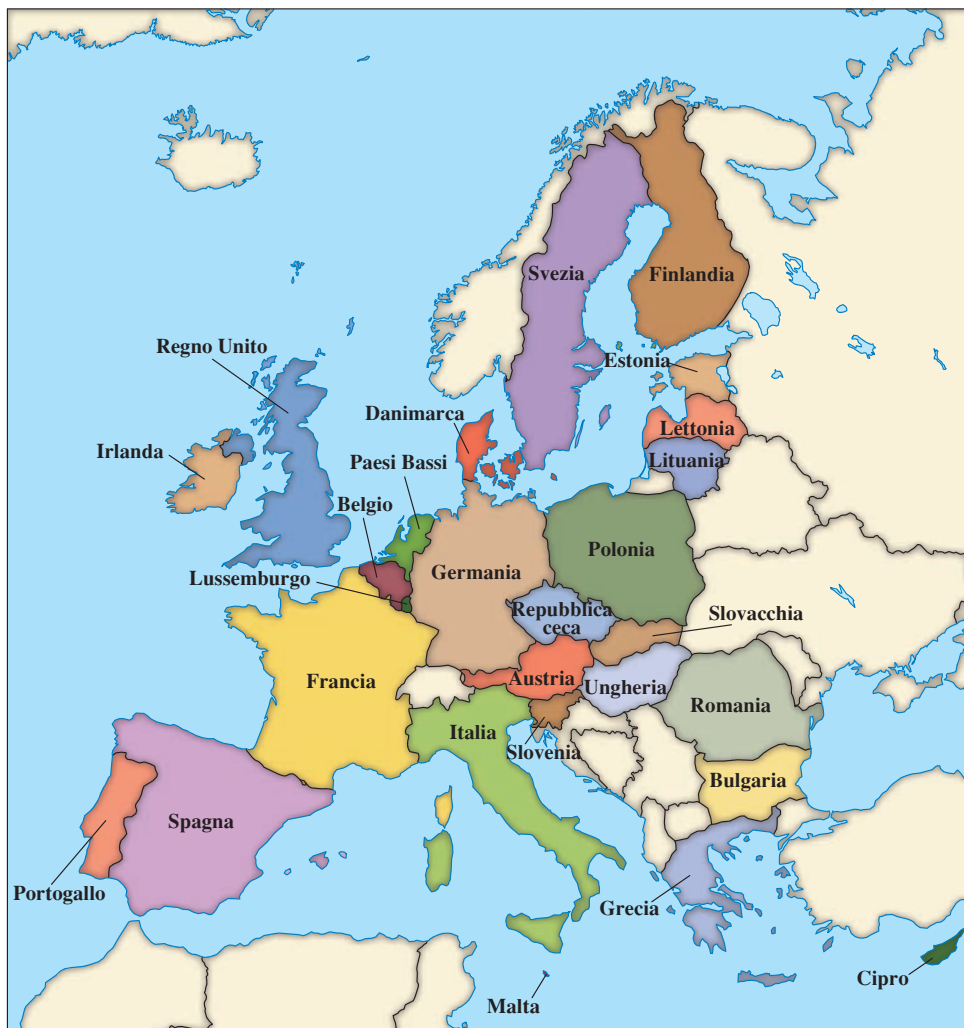 Svezia
Finlandia
Regno Unito
Estonia
Danimarca
Lettonia
Irlanda
Paesi Bassi
Lituania
Belgio
Polonia
Germania
Lussemburgo
Repubblica
ceca
Slovacchia
Francia
Austria
Ungheria
Romania
Italia
Slovenia
Bulgaria
Spagna
Portogallo
Grecia
Cipro
Malta